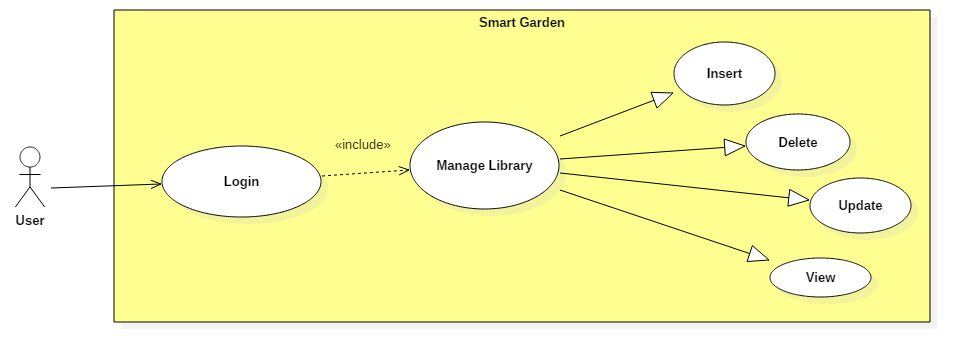 Smart Garden
Insert
«include»
Delete
Manage Library
Login
Update
User
View